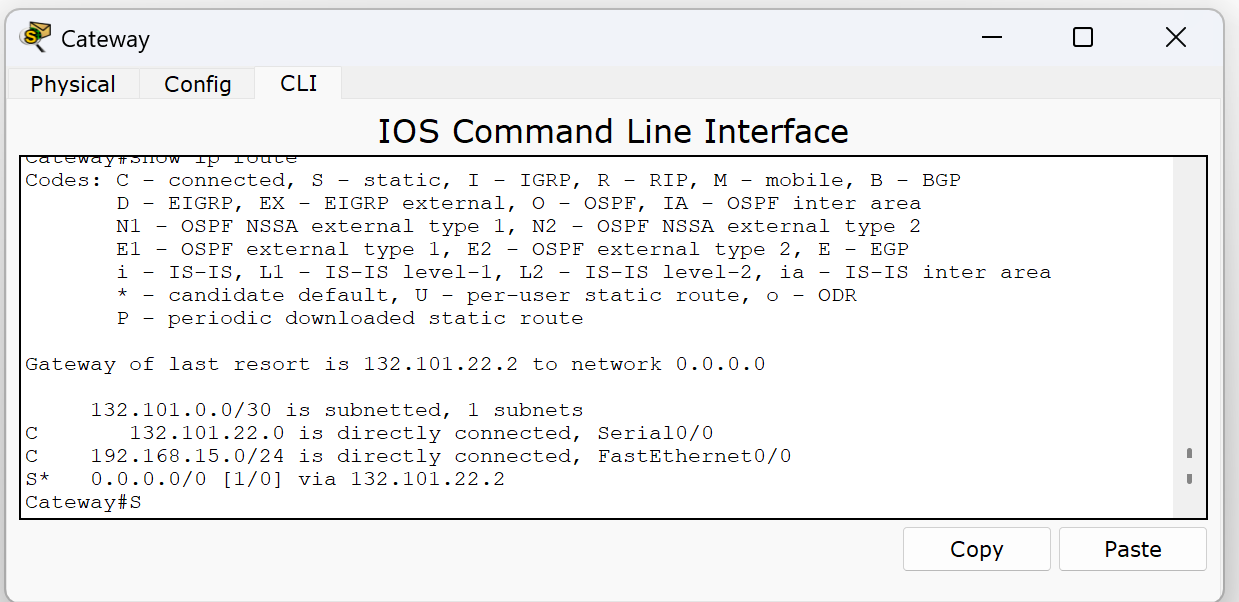 Cateway
Physical Config CLI
IOS Command Line Interface
Cateway#Show ip route
Codes: C - connected, S - static, I - IGRP, R - RIP, M - mobile, B - BGP
D - EIGRP, EX - EIGRP external, O - OSPF, IA - OSPF inter area
N1 - OSPF NSSA external type 1, N2 - OSPF NSSA external type 2
E1 - OSPF external type 1, E2 - OSPF external type 2, E - EGP
i - IS-IS, L1 - IS-IS level-1, L2 - IS-IS level-2, ia - IS-IS inter area
* - candidate default, U - per-user static route, o - ODR
P - periodic downloaded static route
Gateway of last resort is 132.101.22.2 to network 0.0.0.0
132.101.0.0/30 is subnetted, 1 subnets
C 132.101.22.0 is directly connected, Serial0/0
C 192.168.15.0/24 is directly connected, FastEthernet0/0
S* 0.0.0.0/0 [1/0] via 132.101.22.2
Cateway#S
Copy Paste